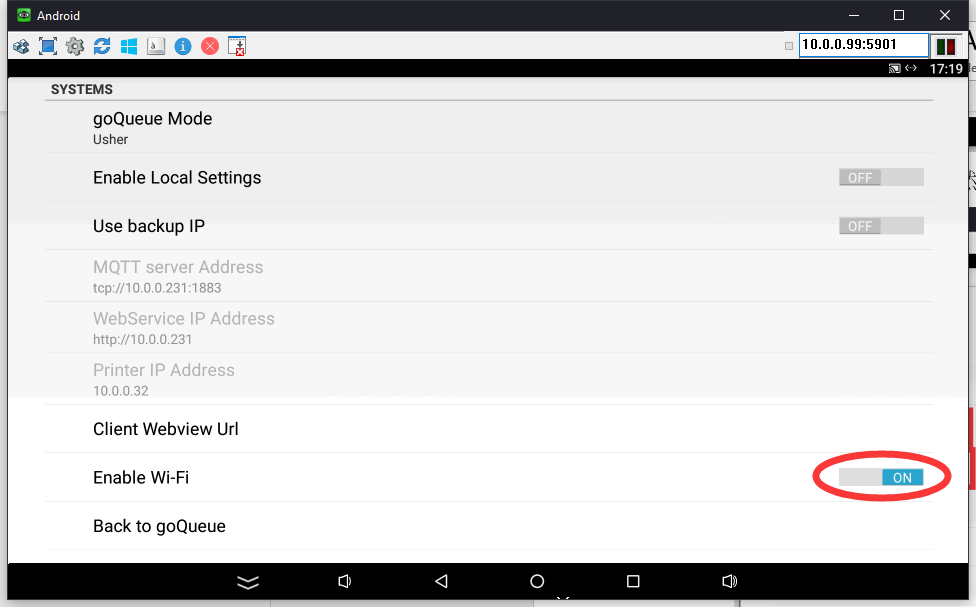 Android
10.0.0.99:5901
17:19
SYSTEMS
goQueue Mode
Usher
Enable Local Settings
OFF
Use backup IP
OFF
MQTT server Address
tcp://10.0.0.231:1883
WebService IP Address
http://10.0.0.231
Printer IP Address
10.0.0.32
Client Webview Url
Enable Wi-Fi
ON
Back to goQueue